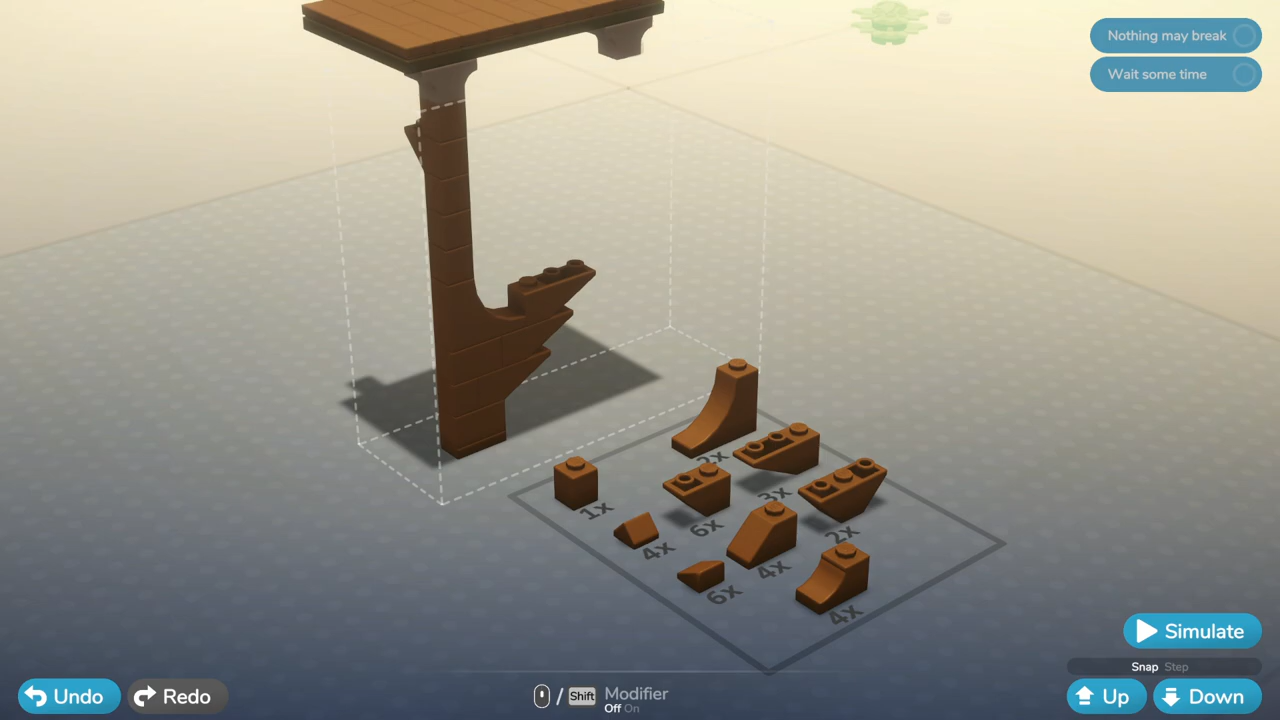 Nothing may break
Wait some time
2x
3x
1x
6x
2x
4x
4x
6x
4x
Simulate
Snap Step
Undo
Redo
/ Shift Modifier
Off On
Up
Down